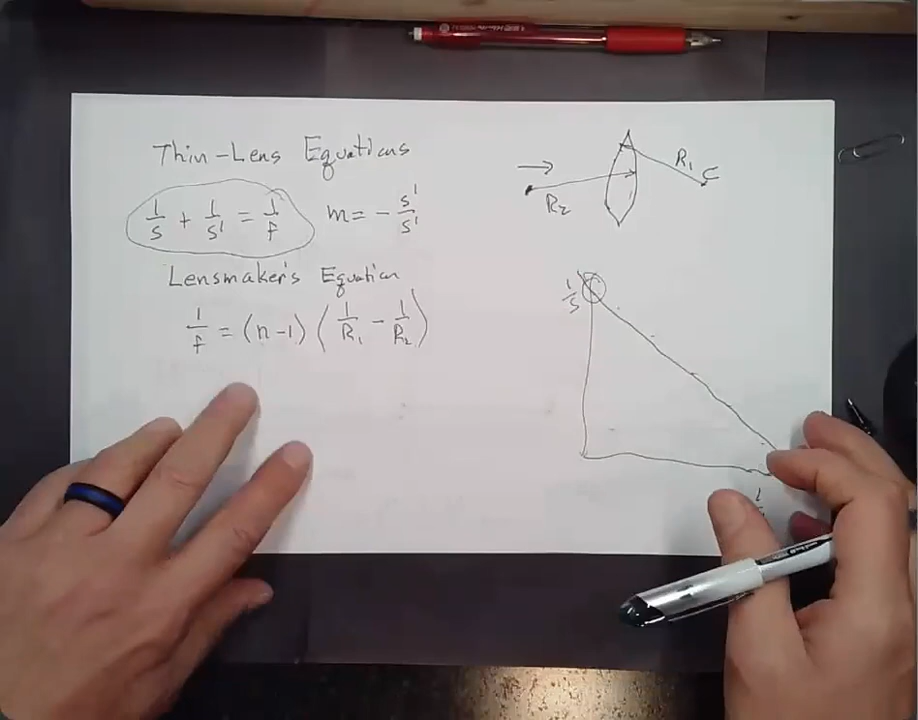 Thin-Lens Equations
1/s + 1/s' = 1/f    m = - s'/s'
Lensmaker's Equation
1/f = (n-1) (1/R₁ - 1/R₂)
R₁ C
R₂
1/s